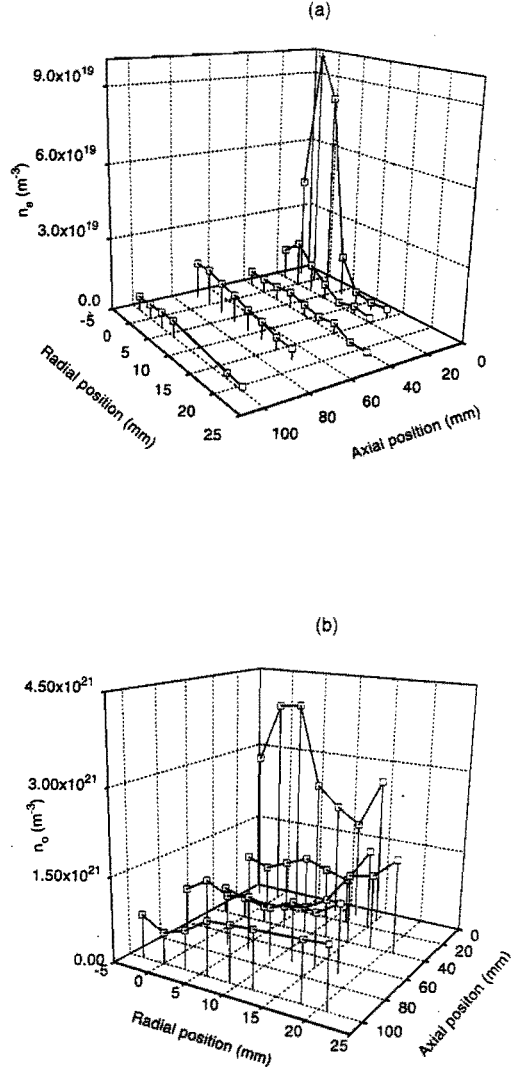 (a)
9.0x10^19
6.0x10^19
3.0x10^19
0.0
n_e (m^-3)
-5
0
5
10
15
20
25
Radial position (mm)
100
80
60
40
20
0
Axial position (mm)
(b)
4.50x10^21
3.00x10^21
1.50x10^21
0.00
n_o (m^-3)
-5
0
5
10
15
20
25
Radial position (mm)
100
80
60
40
20
0
Axial positon (mm)